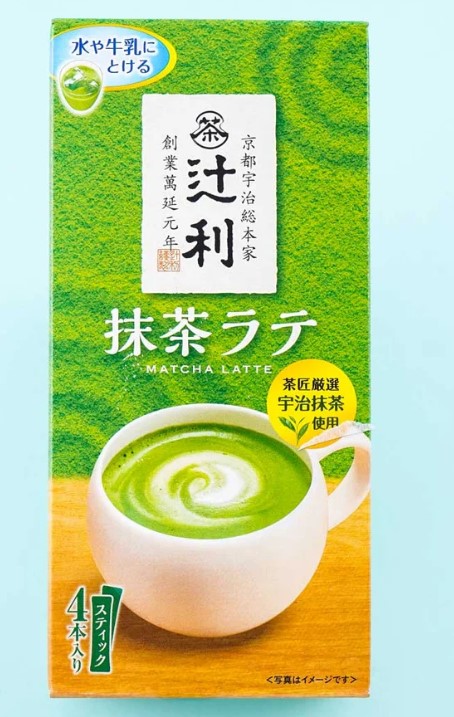 水や牛乳に
とける
茶
京都宇治総本家
辻利
創業萬延元年
抹茶ラテ
MATCHA LATTE
茶匠厳選
宇治抹茶
使用
スティック
4本入り
<写真はイメージです>